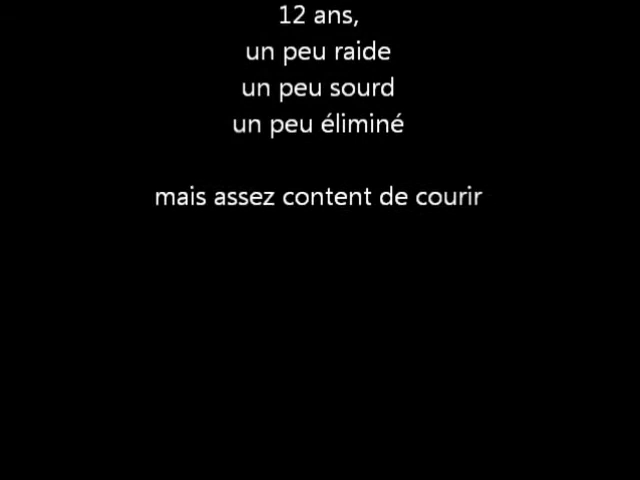 12 ans,
un peu raide
un peu sourd
un peu éliminé
mais assez content de courir